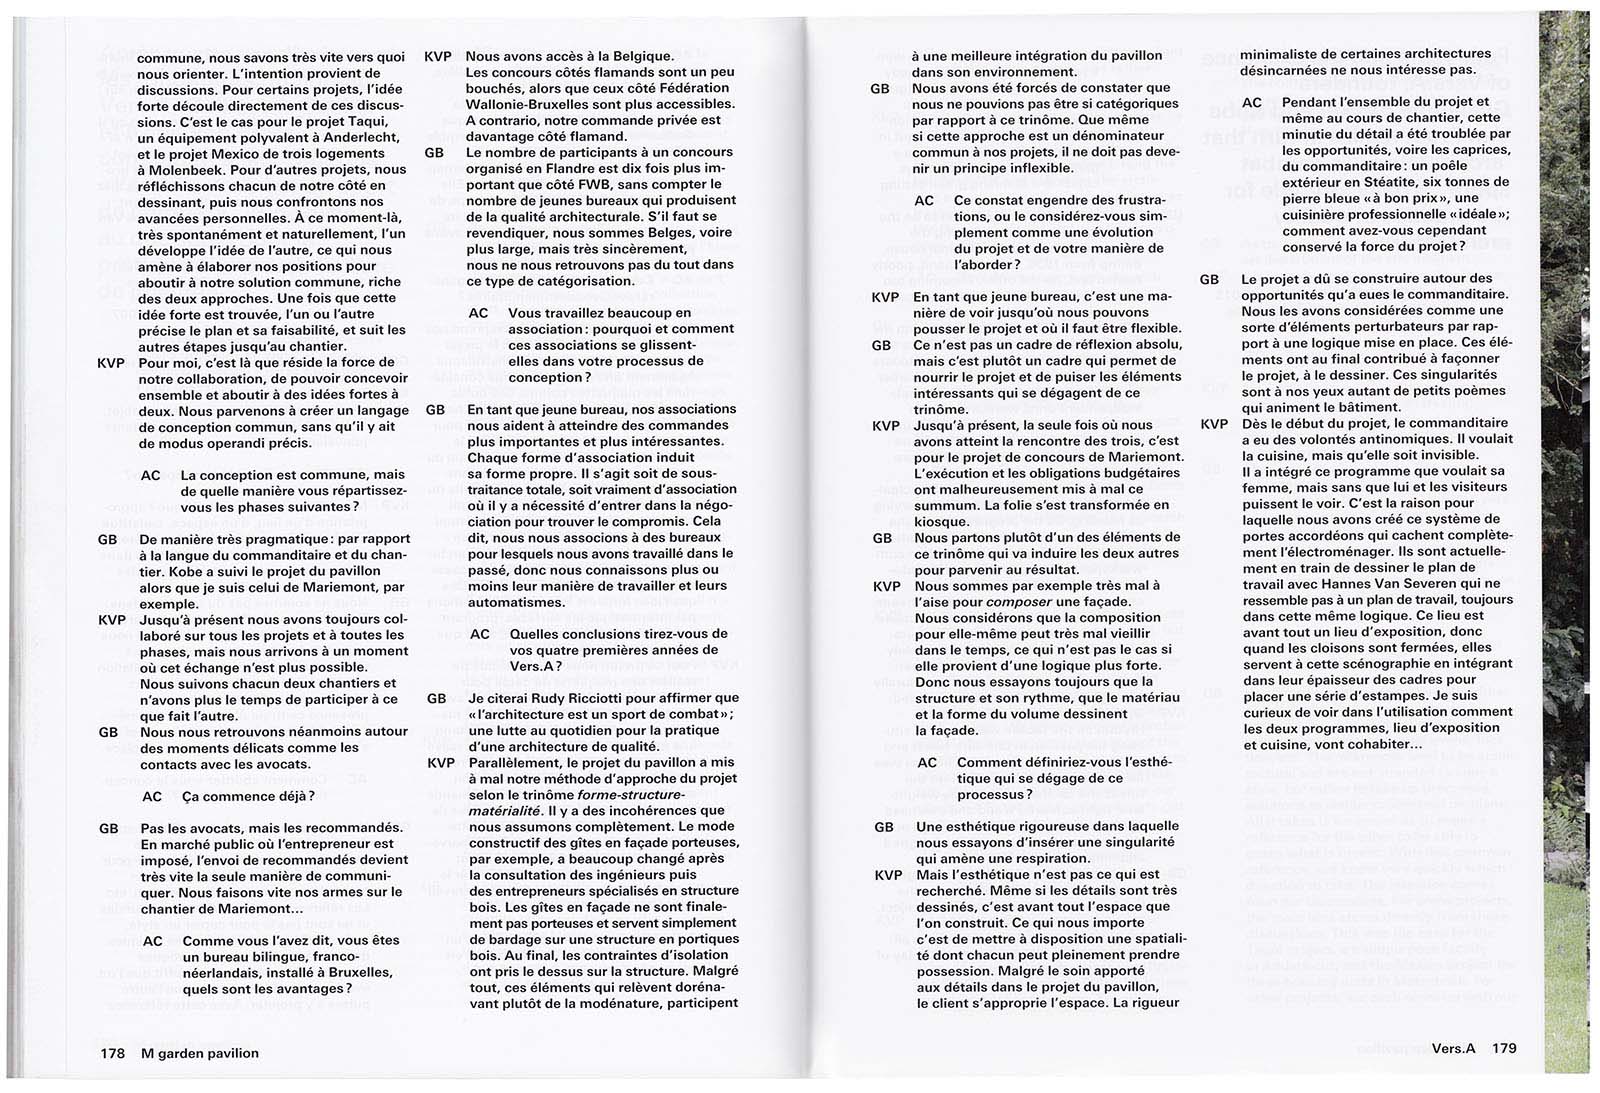 commune, nous savons très vite vers quoi
nous orienter. L'intention provient de
discussions. Pour certains projets, l'idée
forte découle directement de ces discus-
sions. C'est le cas pour le projet Taqui,
un équipement polyvalent à Anderlecht,
et le projet Mexico de trois logements
à Molenbeek. Pour d'autres projets, nous
réfléchissons chacun de notre côté en
dessinant, puis nous confrontons nos
avancées personnelles. À ce moment-là,
très spontanément et naturellement, l'un
développe l'idée de l'autre, ce qui nous
amène à élaborer nos positions pour
aboutir à notre solution commune, riche
des deux approches. Une fois que cette
idée forte est trouvée, l'un ou l'autre
précise le plan et sa faisabilité, et suit les
autres étapes jusqu'au chantier.
KVP Pour moi, c'est là que réside la force de
notre collaboration, de pouvoir concevoir
ensemble et aboutir à des idées fortes à
deux. Nous parvenons à créer un langage
de conception commun, sans qu'il y ait
de modus operandi précis.
AC La conception est commune, mais
de quelle manière vous répartissez-
vous les phases suivantes ?
GB De manière très pragmatique : par rapport
à la langue du commanditaire et du chan-
tier. Kobe a suivi le projet du pavillon
alors que je suis celui de Mariemont, par
exemple.
KVP Jusqu'à présent nous avons toujours col-
laboré sur tous les projets et à toutes les
phases, mais nous arrivons à un moment
où cet échange n'est plus possible.
Nous suivons chacun deux chantiers et
n'avons plus le temps de participer à ce
que fait l'autre.
GB Nous nous retrouvons néanmoins autour
des moments délicats comme les
contacts avec les avocats.
AC Ça commence déjà ?
GB Pas les avocats, mais les recommandés.
En marché public où l'entrepreneur est
imposé, l'envoi de recommandés devient
très vite la seule manière de communi-
quer. Nous faisons vite nos armes sur le
chantier de Mariemont…
AC Comme vous l'avez dit, vous êtes
un bureau bilingue, franco-
néerlandais, installé à Bruxelles,
quels sont les avantages ?
KVP Nous avons accès à la Belgique.
Les concours côtés flamands sont un peu
bouchés, alors que ceux côté Fédération
Wallonie-Bruxelles sont plus accessibles.
A contrario, notre commande privée est
davantage côté flamand.
GB Le nombre de participants à un concours
organisé en Flandre est dix fois plus im-
portant que côté FWB, sans compter le
nombre de jeunes bureaux qui produisent
de la qualité architecturale. S'il faut se
revendiquer, nous sommes Belges, voire
plus large, mais très sincèrement,
nous ne nous retrouvons pas du tout dans
ce type de catégorisation.
AC Vous travaillez beaucoup en
association : pourquoi et comment
ces associations se glissent-
elles dans votre processus de
conception ?
GB En tant que jeune bureau, nos associations
nous aident à atteindre des commandes
plus importantes et plus intéressantes.
Chaque forme d'association induit
sa forme propre. Il s'agit soit de sous-
traitance totale, soit vraiment d'association
où il y a nécessité d'entrer dans la négo-
ciation pour trouver le compromis. Cela
dit, nous nous associons à des bureaux
pour lesquels nous avons travaillé dans le
passé, donc nous connaissons plus ou
moins leur manière de travailler et leurs
automatismes.
AC Quelles conclusions tirez-vous de
vos quatre premières années de
Vers.A ?
GB Je citerai Rudy Ricciotti pour affirmer que
« l'architecture est un sport de combat » ;
une lutte au quotidien pour la pratique
d'une architecture de qualité.
KVP Parallèlement, le projet du pavillon a mis
à mal notre méthode d'approche du projet
selon le trinôme forme-structure-
matérialité. Il y a des incohérences que
nous assumons complètement. Le mode
constructif des gîtes en façade porteuses,
par exemple, a beaucoup changé après
la consultation des ingénieurs puis
des entrepreneurs spécialisés en structure
bois. Les gîtes en façade ne sont finale-
ment pas porteuses et servent simplement
de bardage sur une structure en portiques
bois. Au final, les contraintes d'isolation
ont pris le dessus sur la structure. Malgré
tout, ces éléments qui relèvent doréna-
vant plutôt de la modénature, participent
178 M garden pavilion
à une meilleure intégration du pavillon
dans son environnement.
GB Nous avons été forcés de constater que
nous ne pouvions pas être si catégoriques
par rapport à ce trinôme. Que même
si cette approche est un dénominateur
commun à nos projets, il ne doit pas deve-
nir un principe inflexible.
AC Ce constat engendre des frustra-
tions, ou le considérez-vous sim-
plement comme une évolution
du projet et de votre manière de
l'aborder ?
KVP En tant que jeune bureau, c'est une ma-
nière de voir jusqu'où nous pouvons
pousser le projet et où il faut être flexible.
GB Ce n'est pas un cadre de réflexion absolu,
mais c'est plutôt un cadre qui permet de
nourrir le projet et de puiser les éléments
intéressants qui se dégagent de ce
trinôme.
KVP Jusqu'à présent, la seule fois où nous
avons atteint la rencontre des trois, c'est
pour le projet de concours de Mariemont.
L'exécution et les obligations budgétaires
ont malheureusement mis à mal ce
summum. La folie s'est transformée en
kiosque.
GB Nous partons plutôt d'un des éléments de
ce trinôme qui va induire les deux autres
pour parvenir au résultat.
KVP Nous sommes par exemple très mal à
l'aise pour composer une façade.
Nous considérons que la composition
pour elle-même peut très mal vieillir
dans le temps, ce qui n'est pas le cas si
elle provient d'une logique plus forte.
Donc nous essayons toujours que la
structure et son rythme, que le matériau
et la forme du volume dessinent
la façade.
AC Comment définiriez-vous l'esthé-
tique qui se dégage de ce
processus ?
GB Une esthétique rigoureuse dans laquelle
nous essayons d'insérer une singularité
qui amène une respiration.
KVP Mais l'esthétique n'est pas ce qui est
recherché. Même si les détails sont très
dessinés, c'est avant tout l'espace que
l'on construit. Ce qui nous importe
c'est de mettre à disposition une spatiali-
té dont chacun peut pleinement prendre
possession. Malgré le soin apporté
aux détails dans le projet du pavillon,
le client s'approprie l'espace. La rigueur
minimaliste de certaines architectures
désincarnées ne nous intéresse pas.
AC Pendant l'ensemble du projet et
même au cours de chantier, cette
minutie du détail a été troublée par
les opportunités, voire les caprices,
du commanditaire : un poêle
extérieur en Stéatite, six tonnes de
pierre bleue « à bon prix », une
cuisinière professionnelle « idéale » ;
comment avez-vous cependant
conservé la force du projet ?
GB Le projet a dû se construire autour des
opportunités qu'a eues le commanditaire.
Nous les avons considérées comme une
sorte d'éléments perturbateurs par rap-
port à une logique mise en place. Ces élé-
ments ont au final contribué à façonner
le projet, à le dessiner. Ces singularités
sont à nos yeux autant de petits poèmes
qui animent le bâtiment.
KVP Dès le début du projet, le commanditaire
a eu des volontés antinomiques. Il voulait
la cuisine, mais qu'elle soit invisible.
Il a intégré ce programme que voulait sa
femme, mais sans que lui et les visiteurs
puissent le voir. C'est la raison pour
laquelle nous avons créé ce système de
portes accordéons qui cachent complète-
ment l'électroménager. Ils sont actuelle-
ment en train de dessiner le plan de
travail avec Hannes Van Severen qui ne
ressemble pas à un plan de travail, toujours
dans cette même logique. Ce lieu est
avant tout un lieu d'exposition, donc
quand les cloisons sont fermées, elles
servent à cette scénographie en intégrant
dans leur épaisseur des cadres pour
placer une série d'estampes. Je suis
curieux de voir dans l'utilisation comment
les deux programmes, lieu d'exposition
et cuisine, vont cohabiter…
Vers.A 179